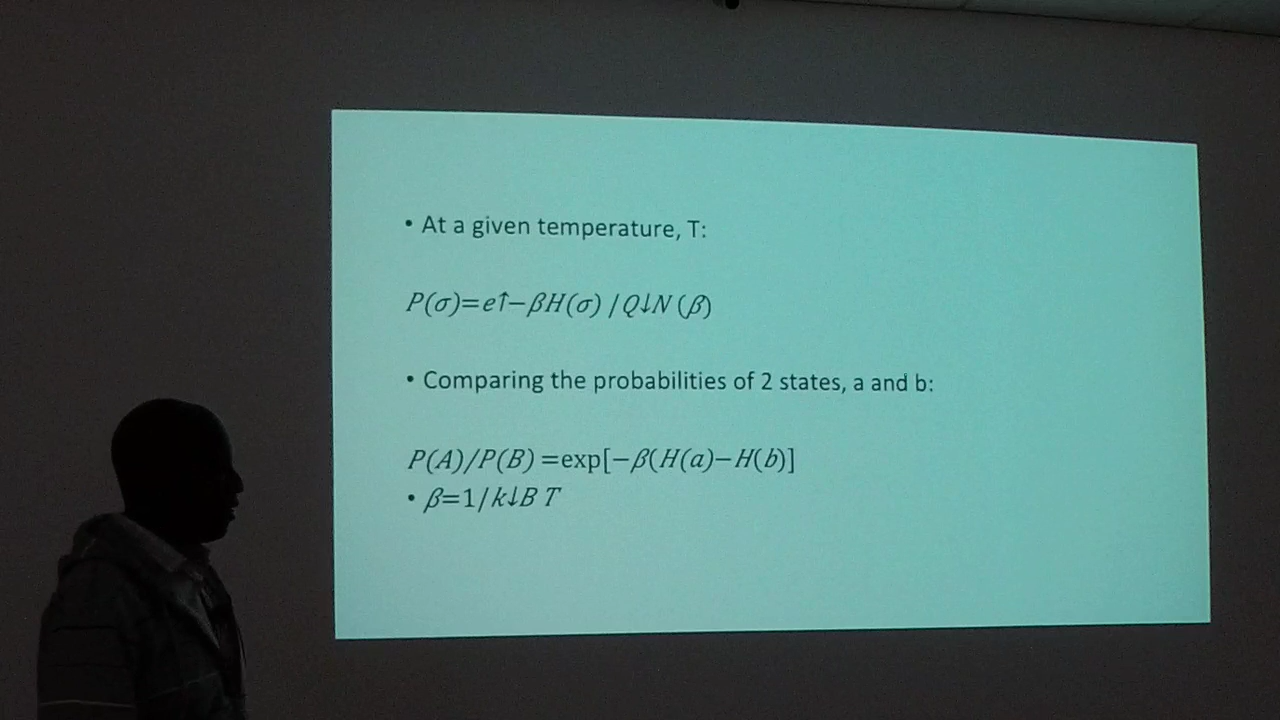 • At a given temperature, T:
P(σ)=e↑−βH(σ) /Q↓N (β)
• Comparing the probabilities of 2 states, a and b:
P(A)/P(B) =exp[−β(H(a)−H(b)]
• β=1/k↓B T